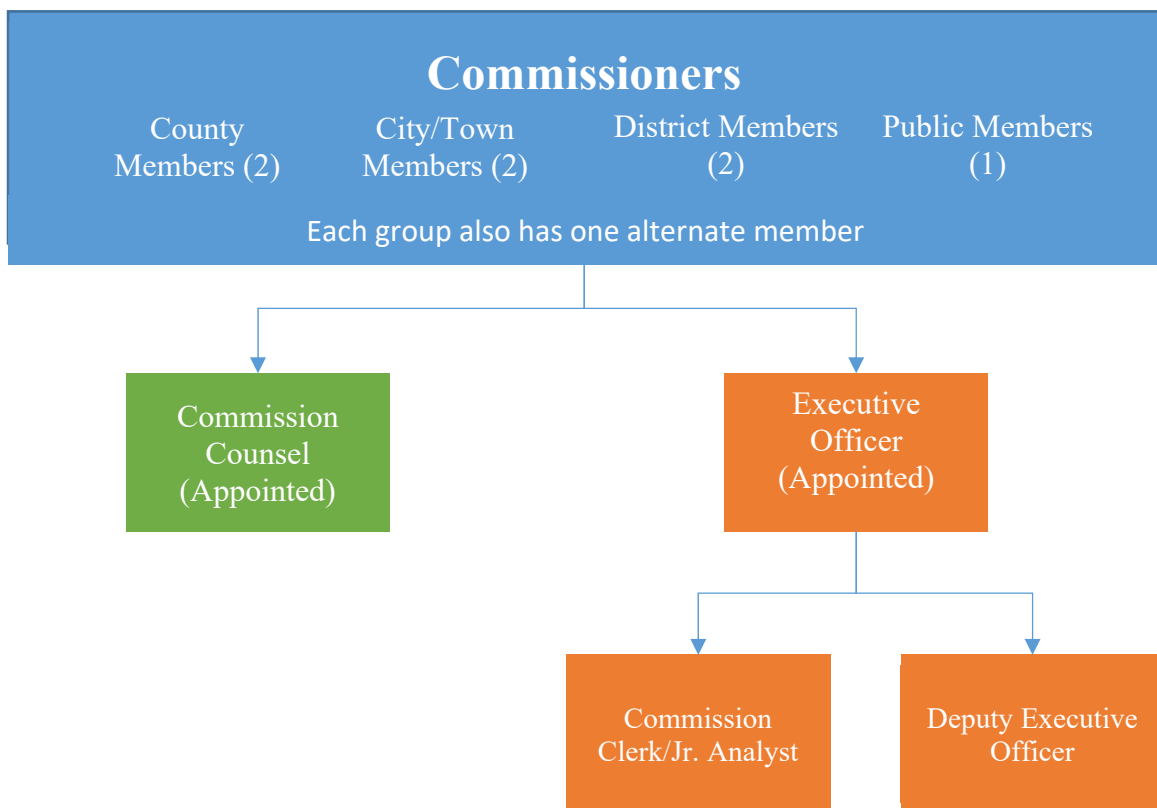 Commissioners
County
Members (2)
City/Town
Members (2)
District Members
(2)
Public Members
(1)
Each group also has one alternate member
Commission
Counsel
(Appointed)
Executive
Officer
(Appointed)
Commission
Clerk/Jr. Analyst
Deputy Executive
Officer